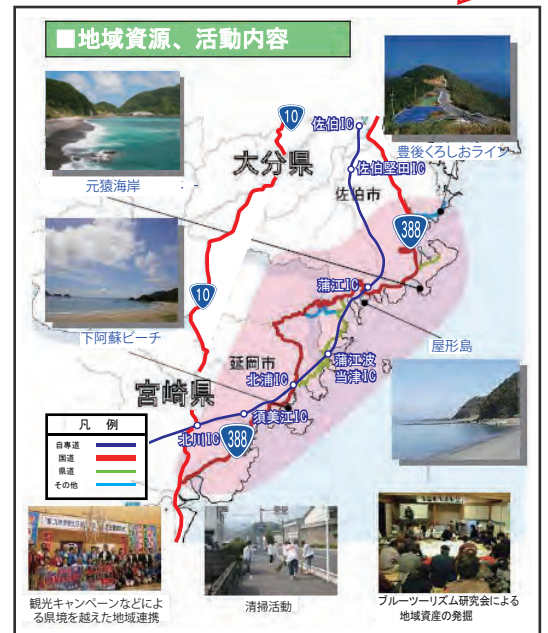 ■地域資源、活動内容
10
佐伯IC
大分県
豊後くろしおライン
佐伯堅田IC
元猿海岸
佐伯市
388
蒲江IC
10
下阿蘇ビーチ
屋形島
延岡市
蒲江波
当津IC
北浦IC
宮崎県
須美江IC
北川IC
388
凡 例
自専道
国道
県道
その他
観光キャンペーンなどによ
る県境を越えた地域連携
清掃活動
ブルーツーリズム研究会による
地域資産の発掘